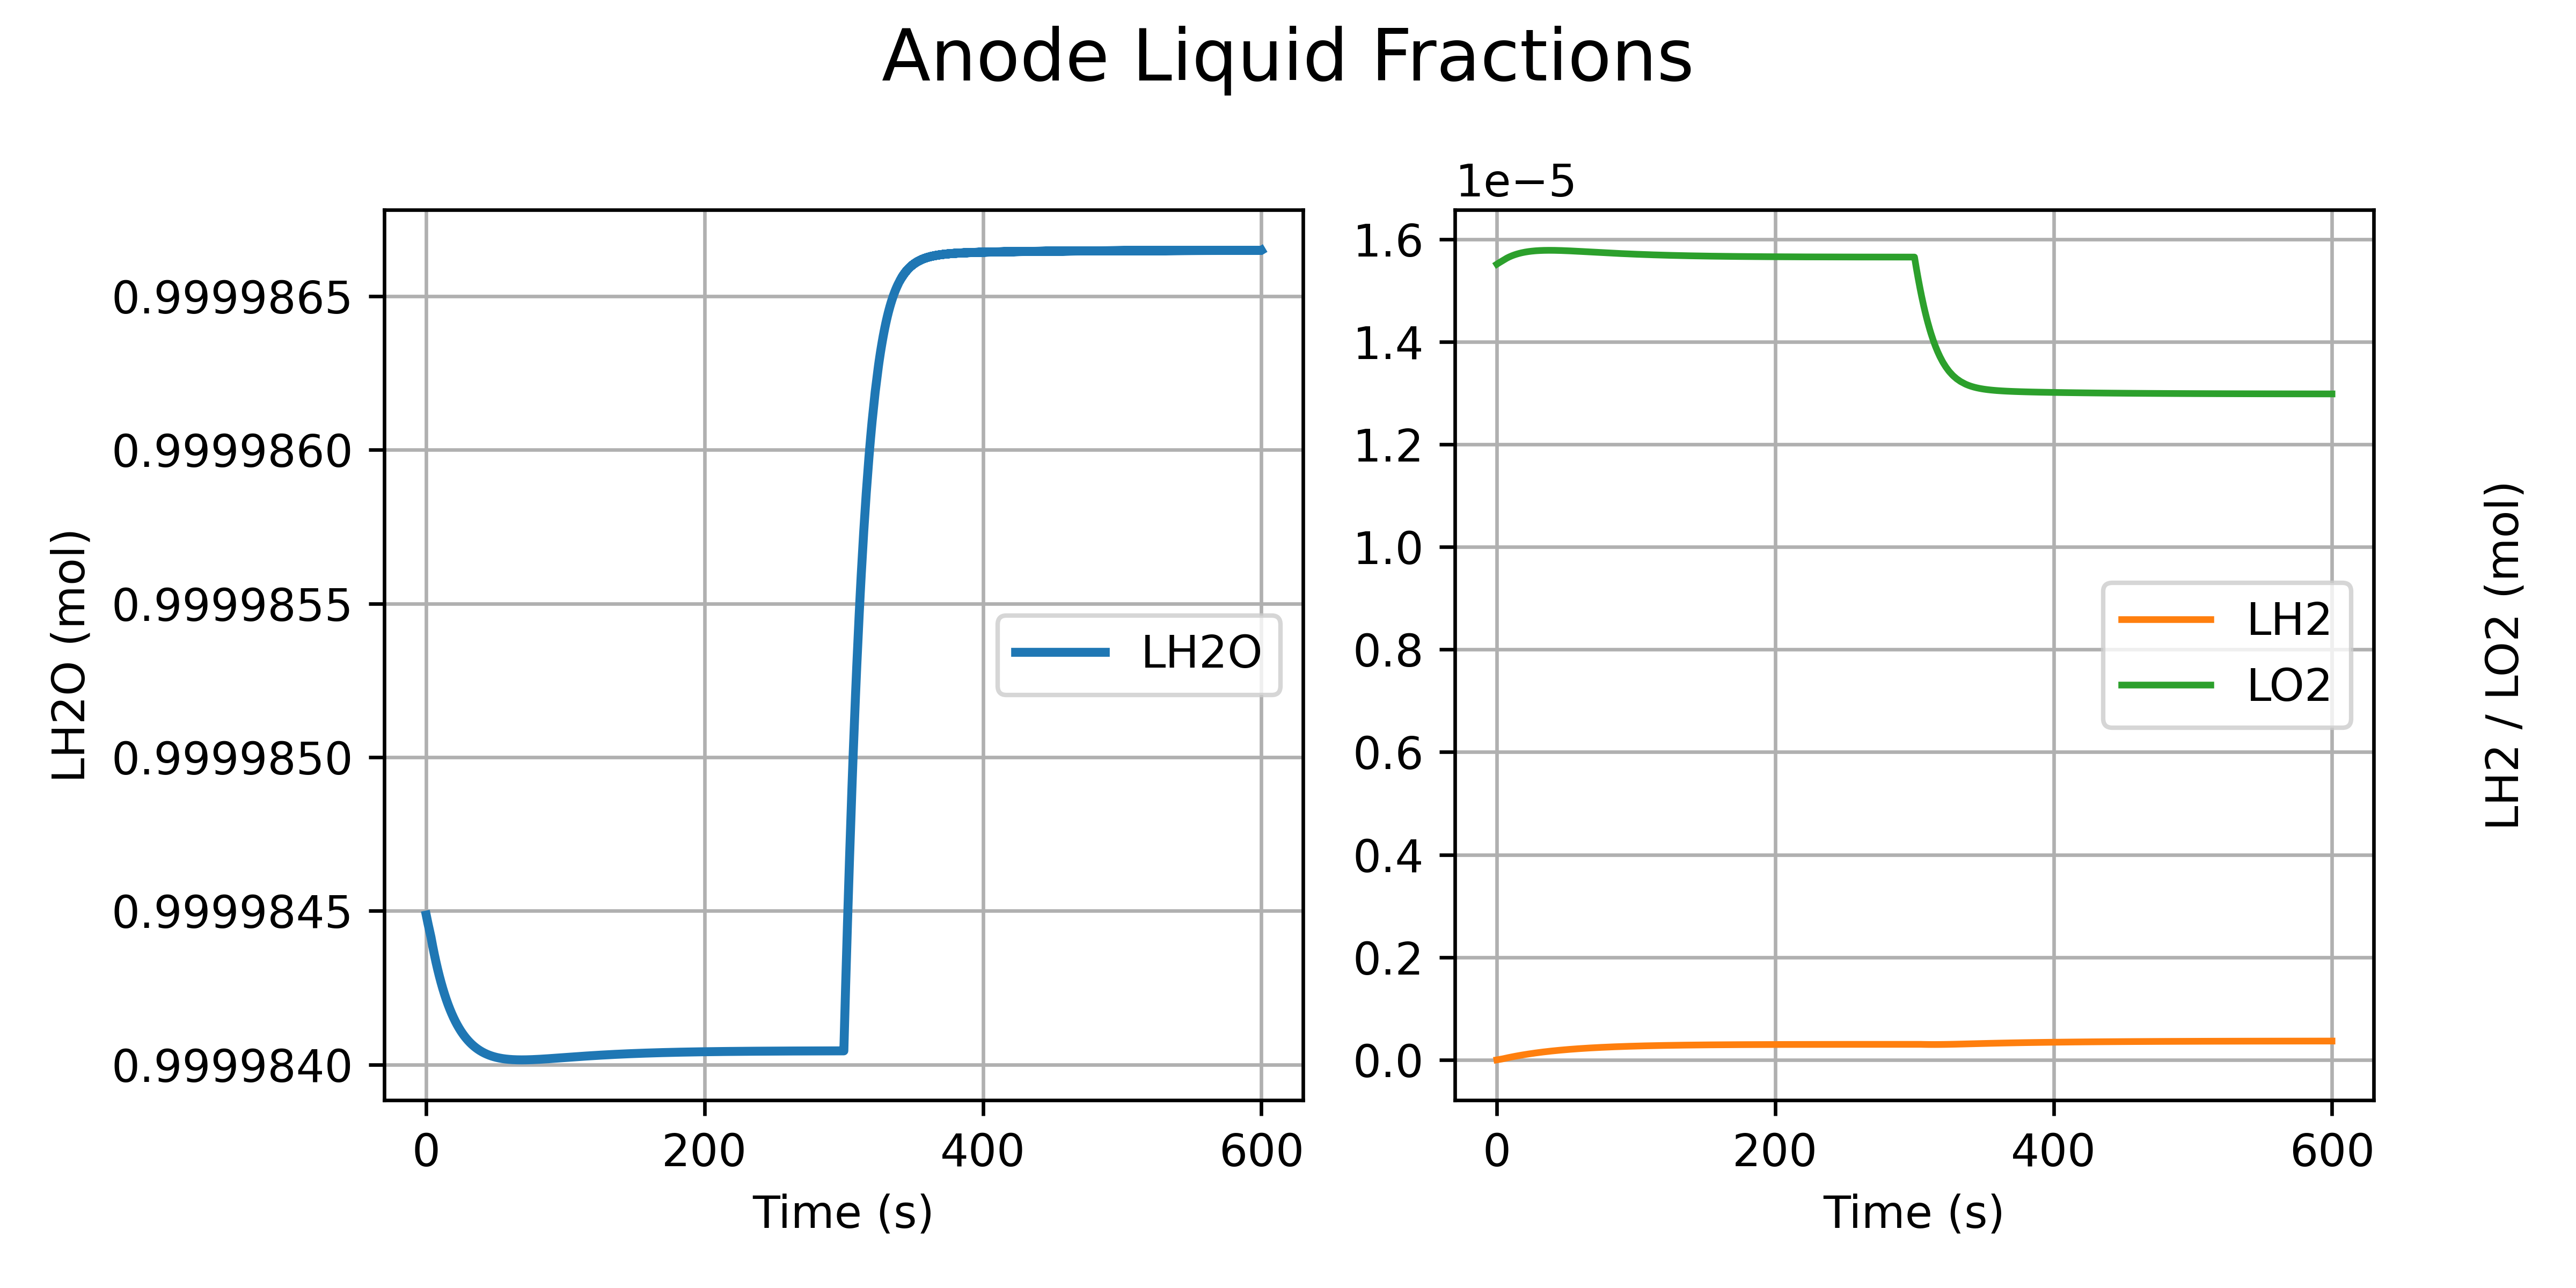 Anode Liquid Fractions
LH2O (mol)
0.9999865
0.9999860
0.9999855
0.9999850
0.9999845
0.9999840
0 200 400 600
Time (s)
LH2O
1e−5
1.6
1.4
1.2
1.0
0.8
0.6
0.4
0.2
0.0
0 200 400 600
Time (s)
LH2
LO2
LH2 / LO2 (mol)